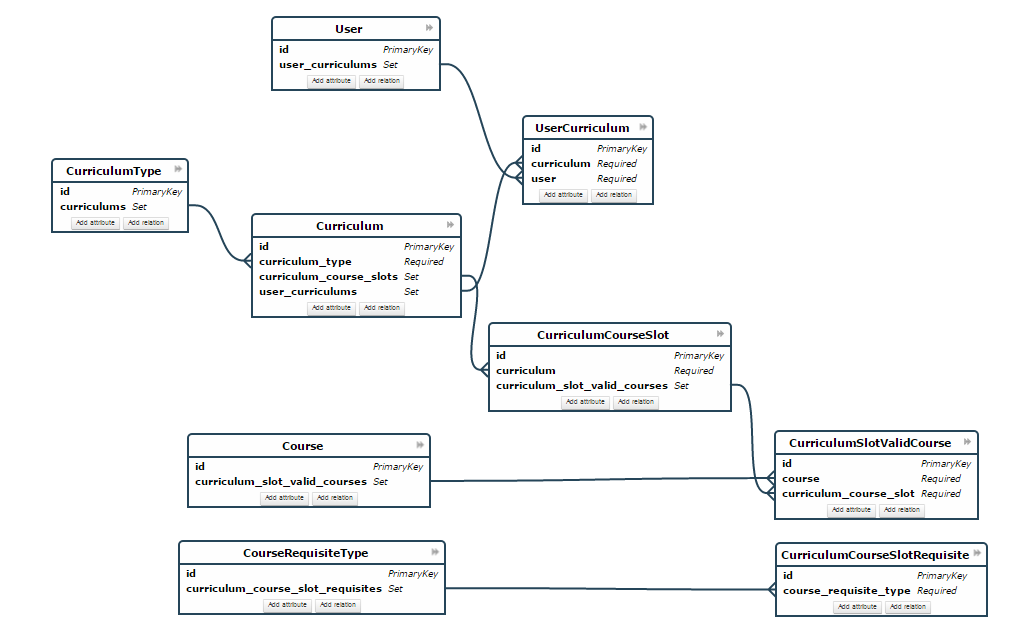 User
id PrimaryKey
user_curriculums Set
Add attribute Add relation
UserCurriculum
id PrimaryKey
curriculum Required
user Required
Add attribute Add relation
CurriculumType
id PrimaryKey
curriculums Set
Add attribute Add relation
Curriculum
id PrimaryKey
curriculum_type Required
curriculum_course_slots Set
user_curriculums Set
Add attribute Add relation
CurriculumCourseSlot
id PrimaryKey
curriculum Required
curriculum_slot_valid_courses Set
Add attribute Add relation
Course
id PrimaryKey
curriculum_slot_valid_courses Set
Add attribute Add relation
CurriculumSlotValidCourse
id PrimaryKey
course Required
curriculum_course_slot Required
Add attribute Add relation
CourseRequisiteType
id PrimaryKey
curriculum_course_slot_requisites Set
Add attribute Add relation
CurriculumCourseSlotRequisite
id PrimaryKey
course_requisite_type Required
Add attribute Add relation